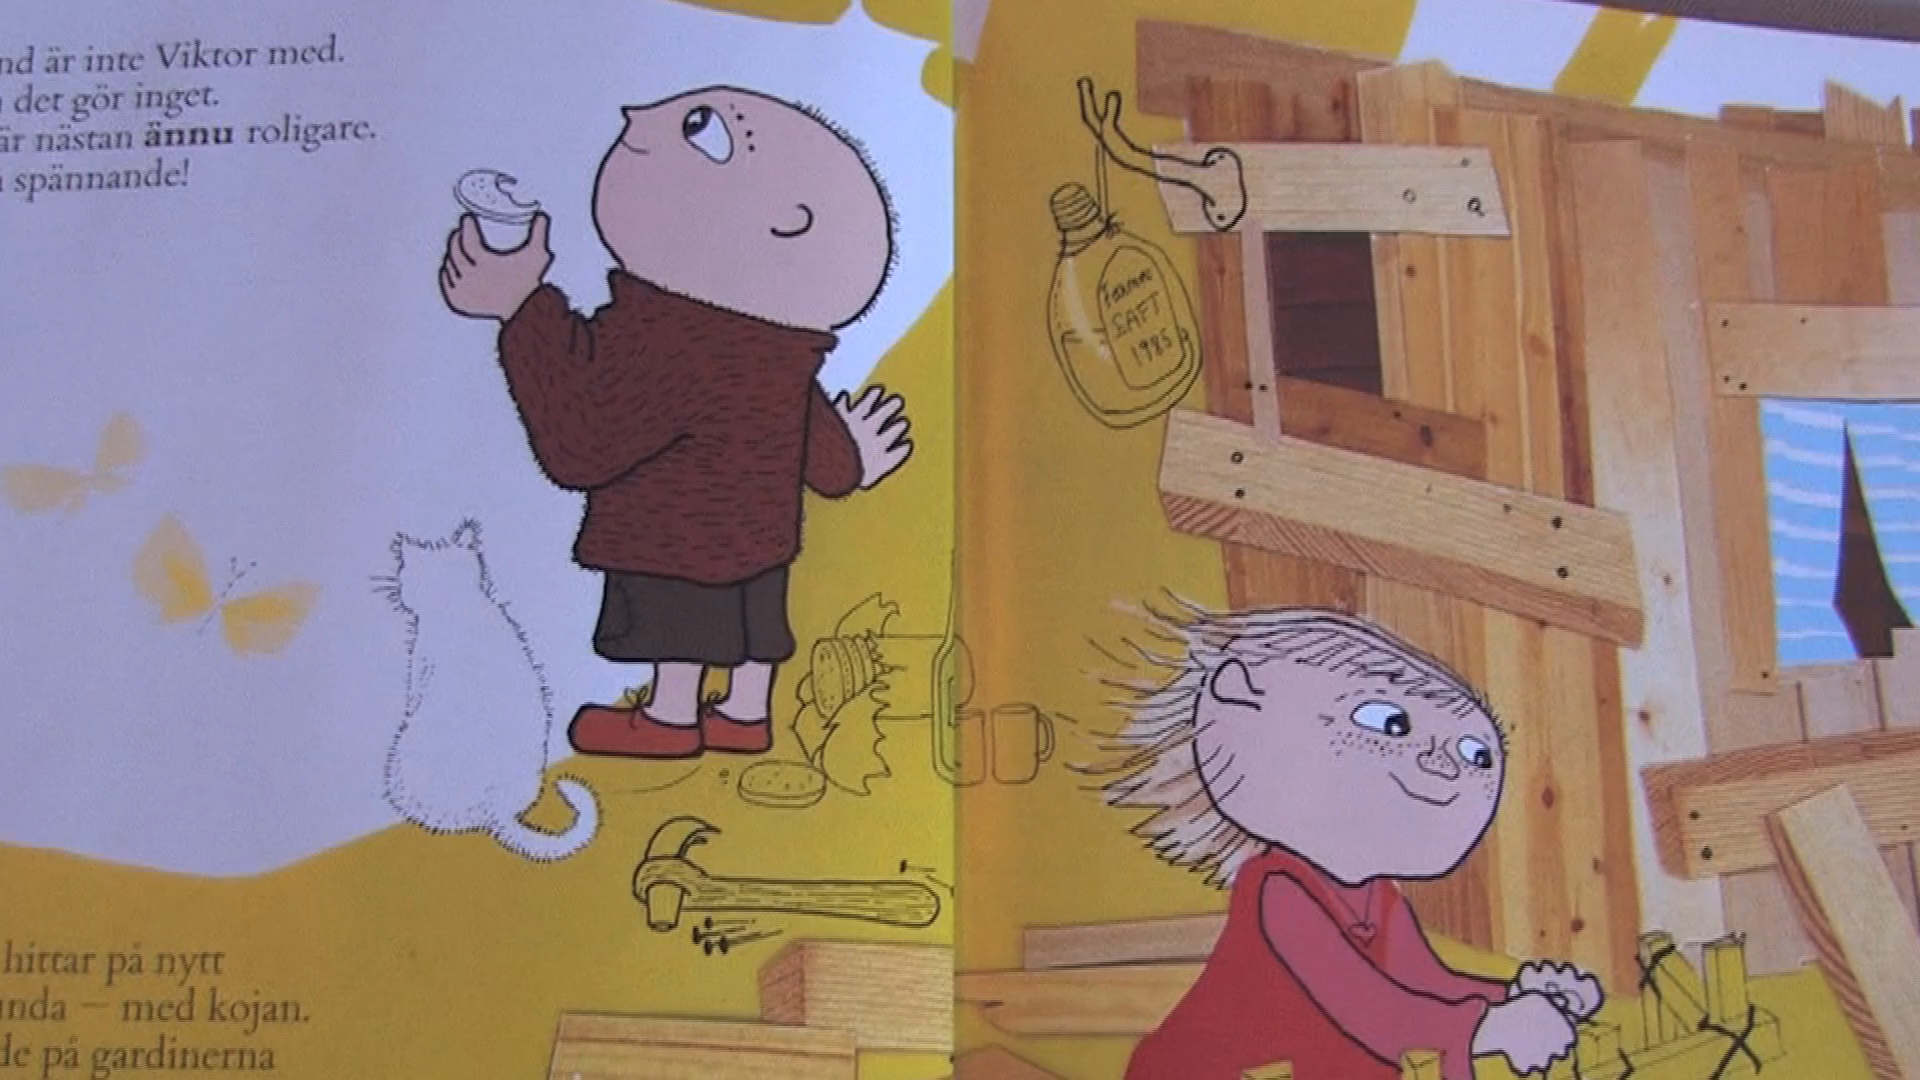 nd är inte Viktor med.
det gör inget.
är nästan ännu roligare.
spännande!
SAFT
1985
hittar på nytt
nda — med kojan.
de på gardinerna